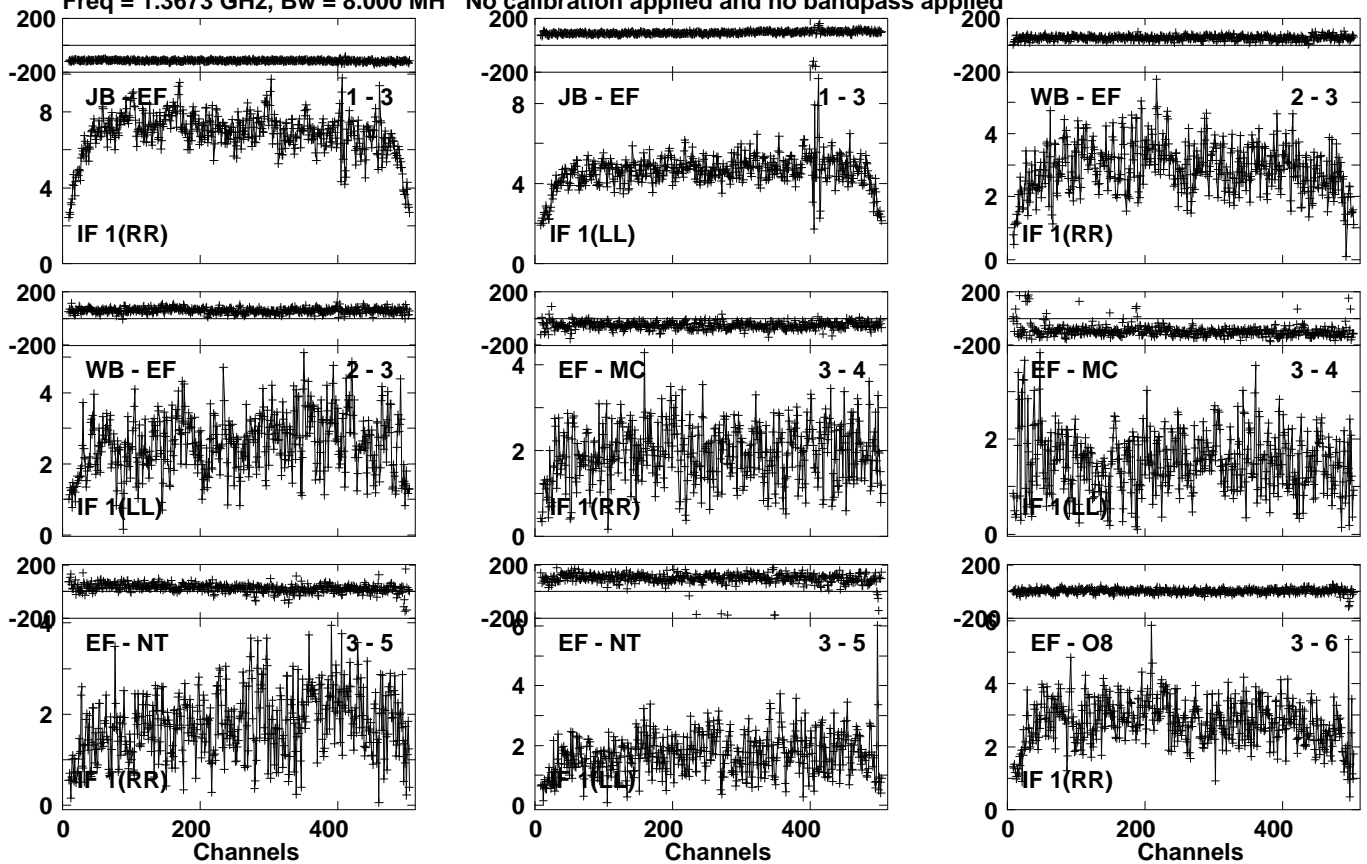 Freq = 1.3673 GHz, Bw = 8.000 MH No calibration applied and no bandpass applied
200 200 200
-200 -200 -200
JB - EF 1 - 3 JB - EF 1 - 3 WB - EF 2 - 3
8 8 4
4 4 2
IF 1(RR) IF 1(LL) IF 1(RR)
0 0 0
200 200 200
-200 -200 -200
WB - EF 2 - 3 EF - MC 3 - 4 EF - MC 3 - 4
4 4
2 2 2
IF 1(LL) IF 1(RR) IF 1(LL)
0 0 0
200 200 200
-200 -200 -200
4 6 6
EF - NT 3 - 5 EF - NT 3 - 5 EF - O8 3 - 6
4 4
2 2 2
IF 1(RR) IF 1(LL) IF 1(RR)
0 0 0
0 200 400 0 200 400 0 200 400
Channels Channels Channels